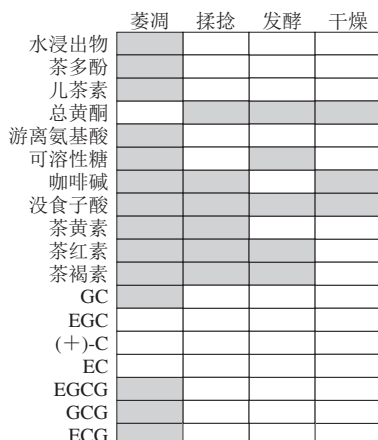 萎凋 揉捻 发酵 干燥
水浸出物
茶多酚
儿茶素
总黄酮
游离氨基酸
可溶性糖
咖啡碱
没食子酸
茶黄素
茶红素
茶褐素
GC
EGC
(+)-C
EC
EGCG
GCG
ECG